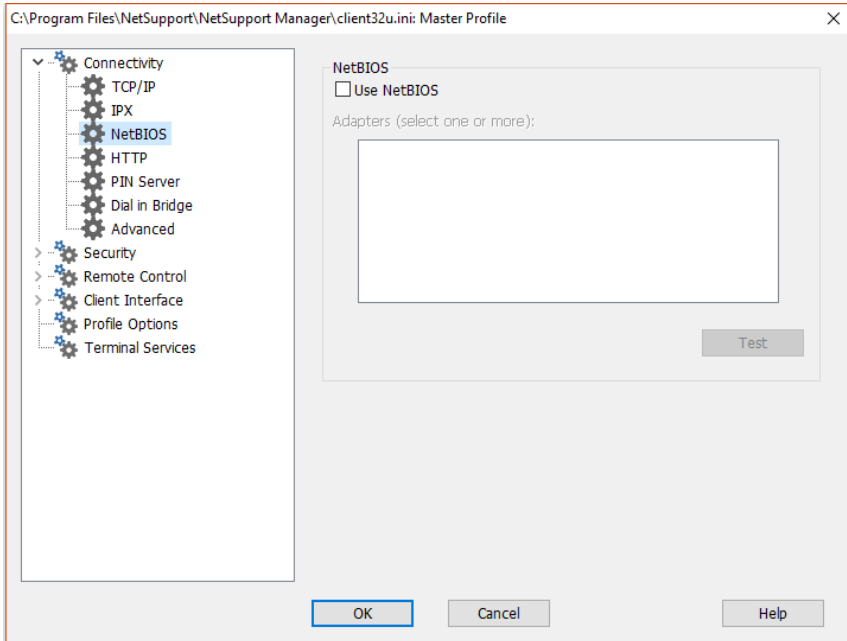 C:\Program Files\NetSupport\NetSupport Manager\client32u.ini: Master Profile
Connectivity
TCP/IP
IPX
NetBIOS
HTTP
PIN Server
Dial in Bridge
Advanced
Security
Remote Control
Client Interface
Profile Options
Terminal Services
NetBIOS
Use NetBIOS
Adapters (select one or more):
Test
OK
Cancel
Help